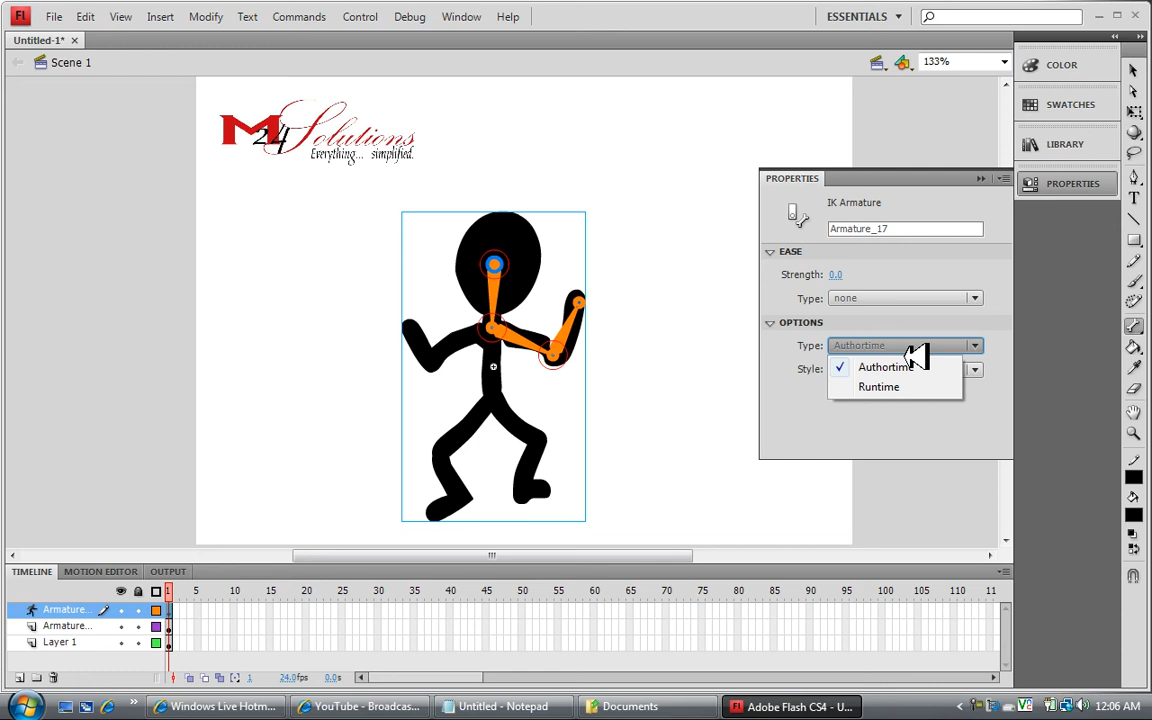 File Edit View Insert Modify Text Commands Control Debug Window Help ESSENTIALS
Untitled-1*
Scene 1 133%
M24 Solutions
Everything... simplified.
COLOR
SWATCHES
LIBRARY
PROPERTIES
PROPERTIES
IK Armature
Armature_17
EASE
Strength: 0.0
Type: none
OPTIONS
Type: Authortime
Style:
Authortime
Runtime
TIMELINE MOTION EDITOR OUTPUT
1 5 10 15 20 25 30 35 40 45 50 55 60 65 70 75 80 85 90 95 100 105 110 11
Armature...
Armature...
Layer 1
1 24.0fps 0.0s
Windows Live Hotm... YouTube - Broadcas... Untitled - Notepad Documents Adobe Flash CS4 - U... 12:06 AM